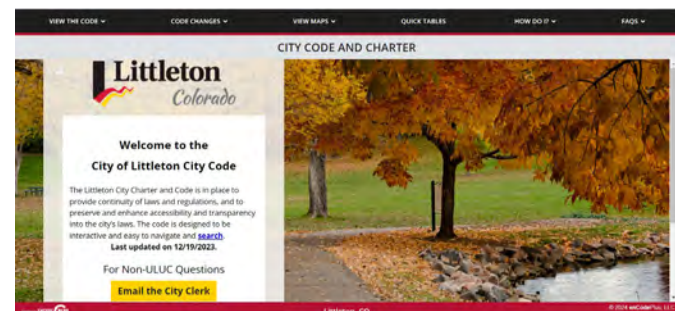 VIEW THE CODE
CODE CHANGES
VIEW MAPS
QUICK TABLES
HOW DO I?
FAQS
CITY CODE AND CHARTER
Littleton
Colorado
Welcome to the
City of Littleton City Code
The Littleton City Charter and Code is in place to
provide continuity of laws and regulations, and to
preserve and enhance accessibility and transparency
into the city's laws. The code is designed to be
interactive and easy to navigate and search.
Last updated on 12/19/2023.
For Non-ULUC Questions
Email the City Clerk
Littleton, CO
© 2024 enCodePlus, LLC